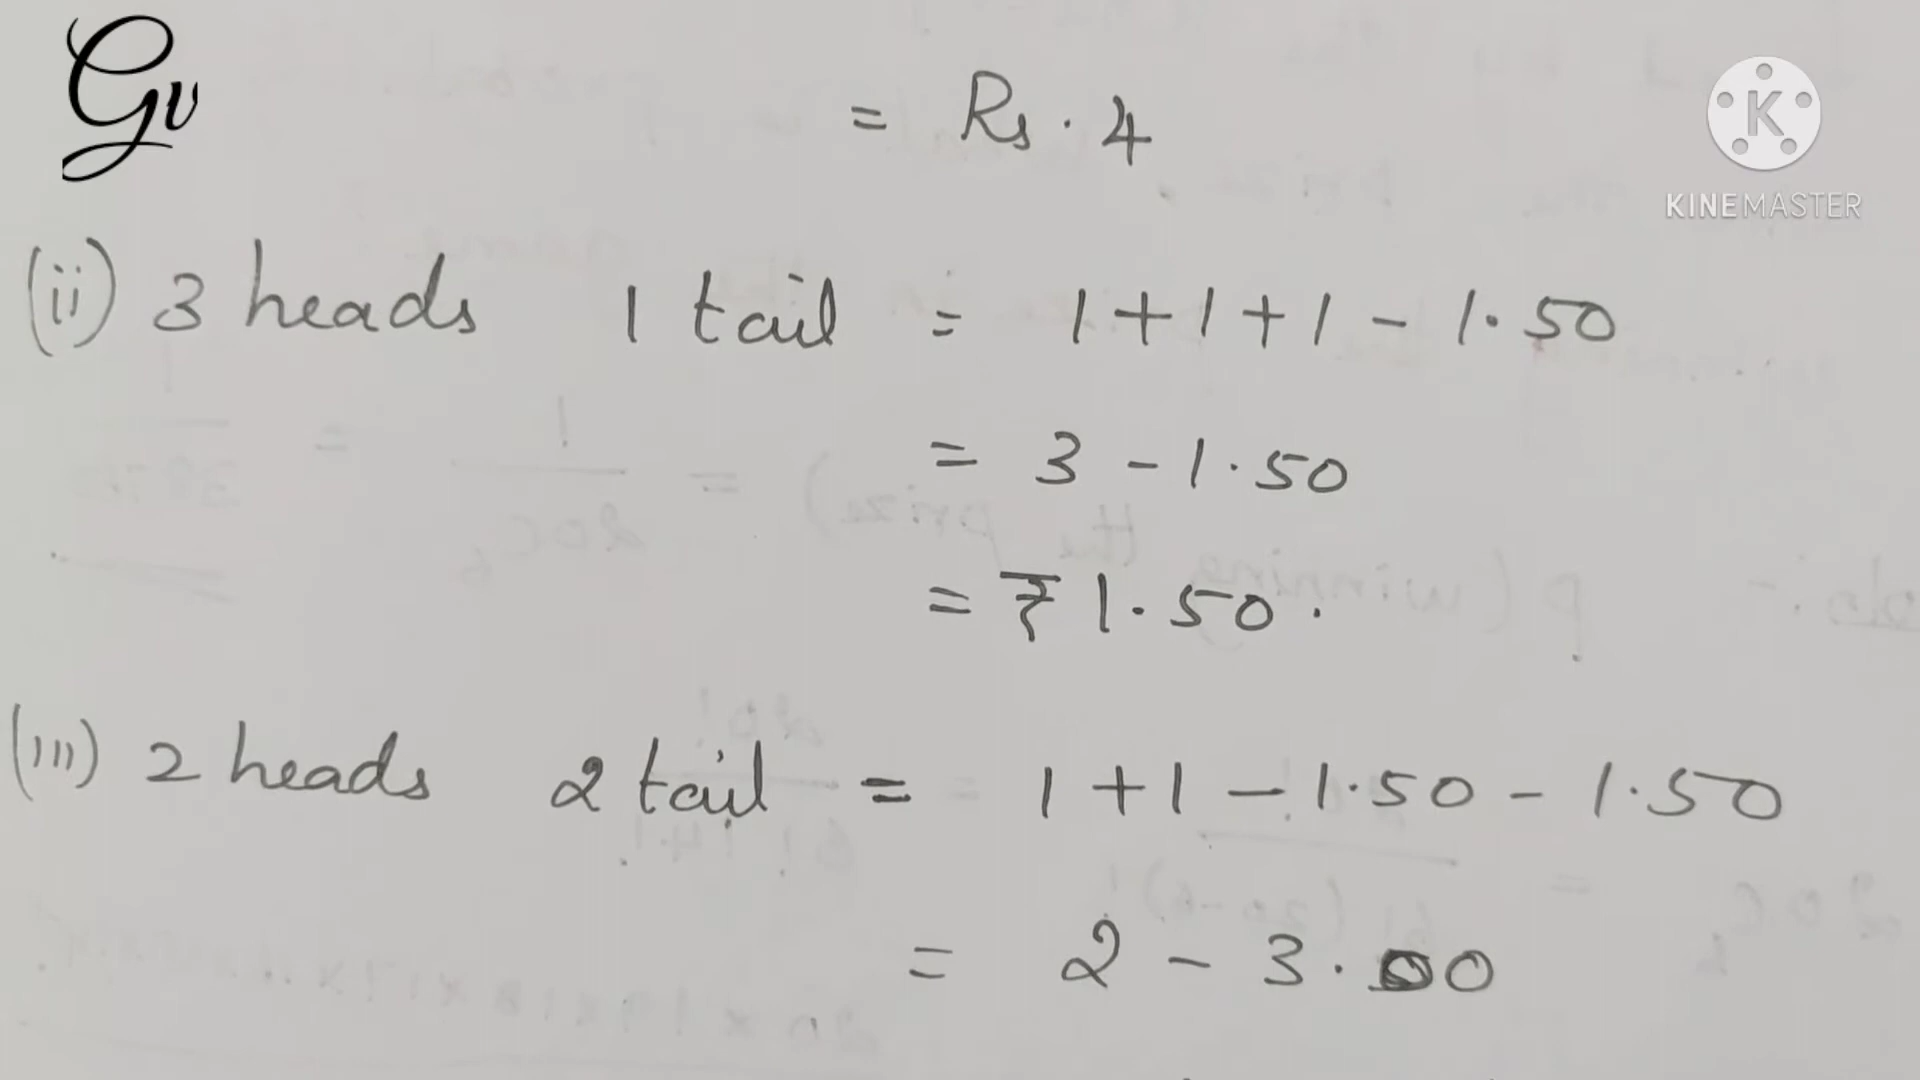 Gv
= Rs. 4
KINEMASTER
(ii) 3 heads 1 tail = 1+1+1 - 1.50
= 3 - 1.50
= ₹ 1.50.
(iii) 2 heads 2 tail = 1 + 1 - 1.50 - 1.50
= 2 - 3.00